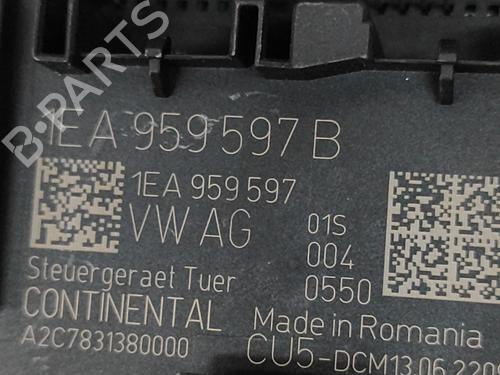 1EA 959 597 B
1EA 959 597
VW AG
01S
004
0550
Steuergeraet Tuer
CONTINENTAL
Made in Romania
A2C7831380000
CU5-DCM13.06.2205
B-PARTS